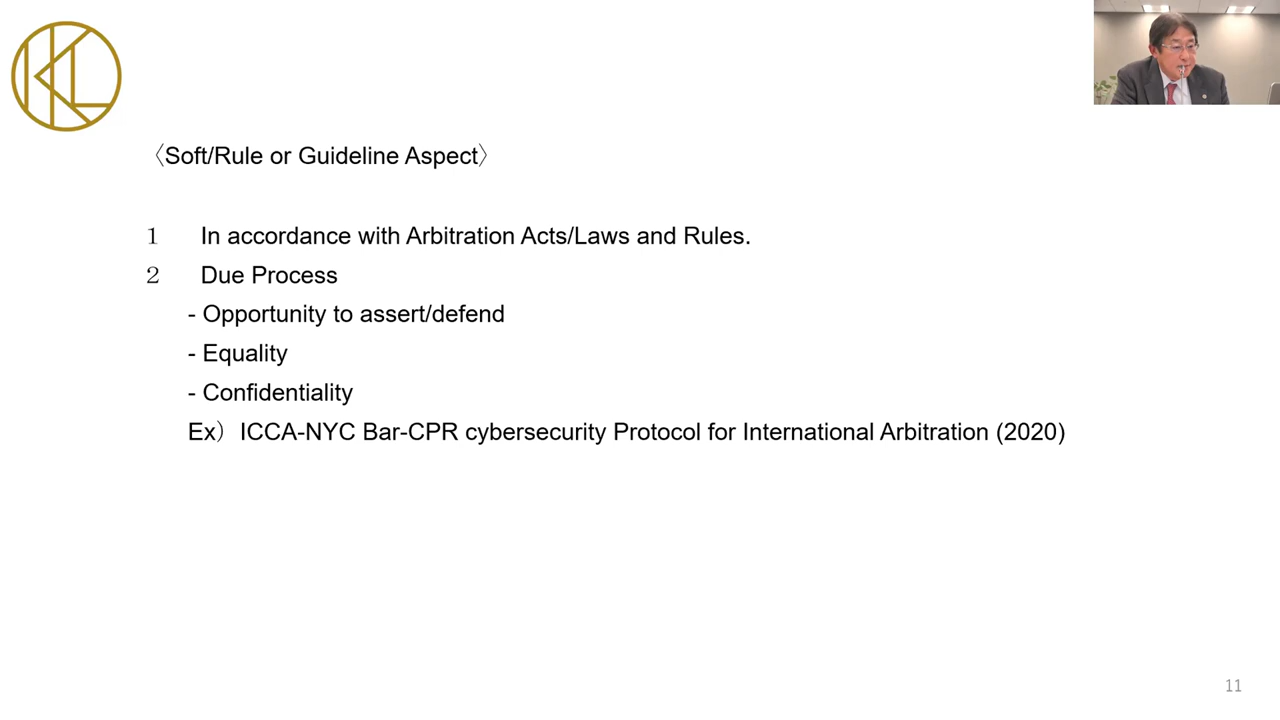 KL
〈Soft/Rule or Guideline Aspect〉
１ In accordance with Arbitration Acts/Laws and Rules.
２ Due Process
- Opportunity to assert/defend
- Equality
- Confidentiality
Ex）ICCA-NYC Bar-CPR cybersecurity Protocol for International Arbitration (2020)
11